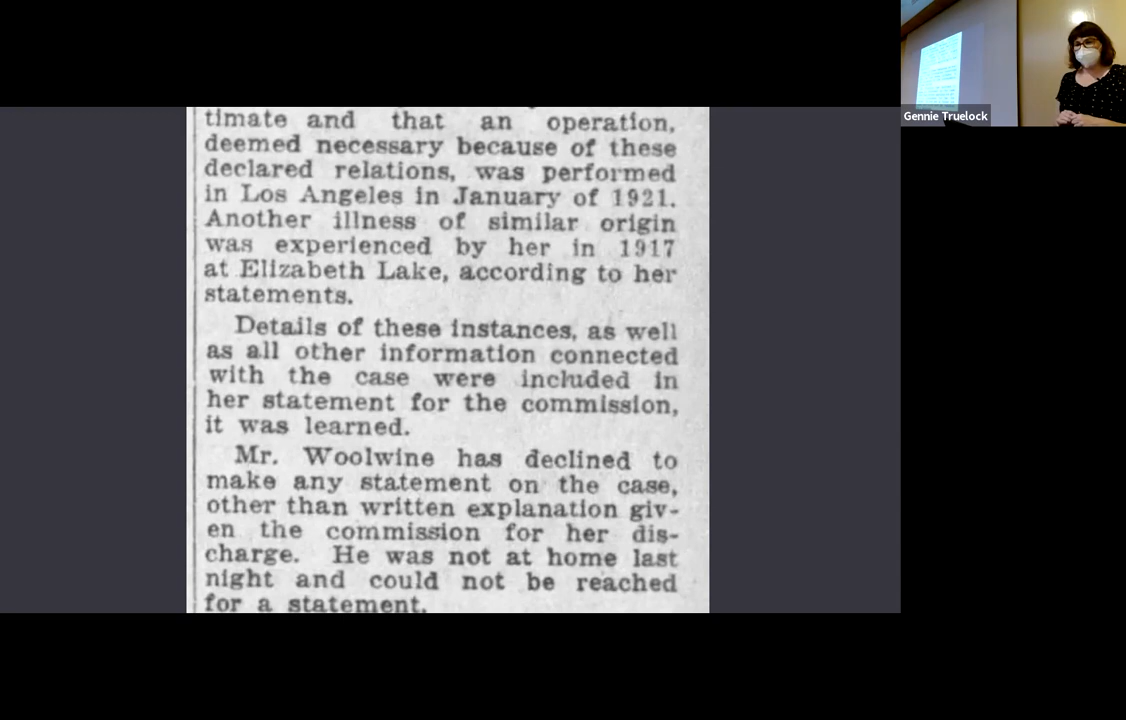 timate and that an operation,
deemed necessary because of these
declared relations, was performed
in Los Angeles in January of 1921.
Another illness of similar origin
was experienced by her in 1917
at Elizabeth Lake, according to her
statements.
Details of these instances, as well
as all other information connected
with the case were included in
her statement for the commission,
it was learned.
Mr. Woolwine has declined to
make any statement on the case,
other than written explanation giv-
en the commission for her dis-
charge. He was not at home last
night and could not be reached
for a statement.
Gennie Truelock